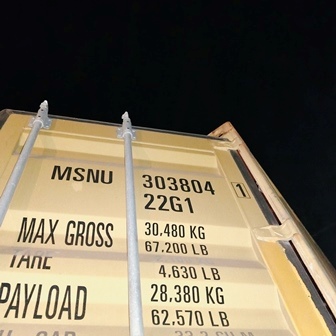 MSNU 303804 1
22G1
MAX GROSS 30.480 KG
67.200 LB
TARE
4.630 LB
PAYLOAD 28,380 KG
62.570 LB